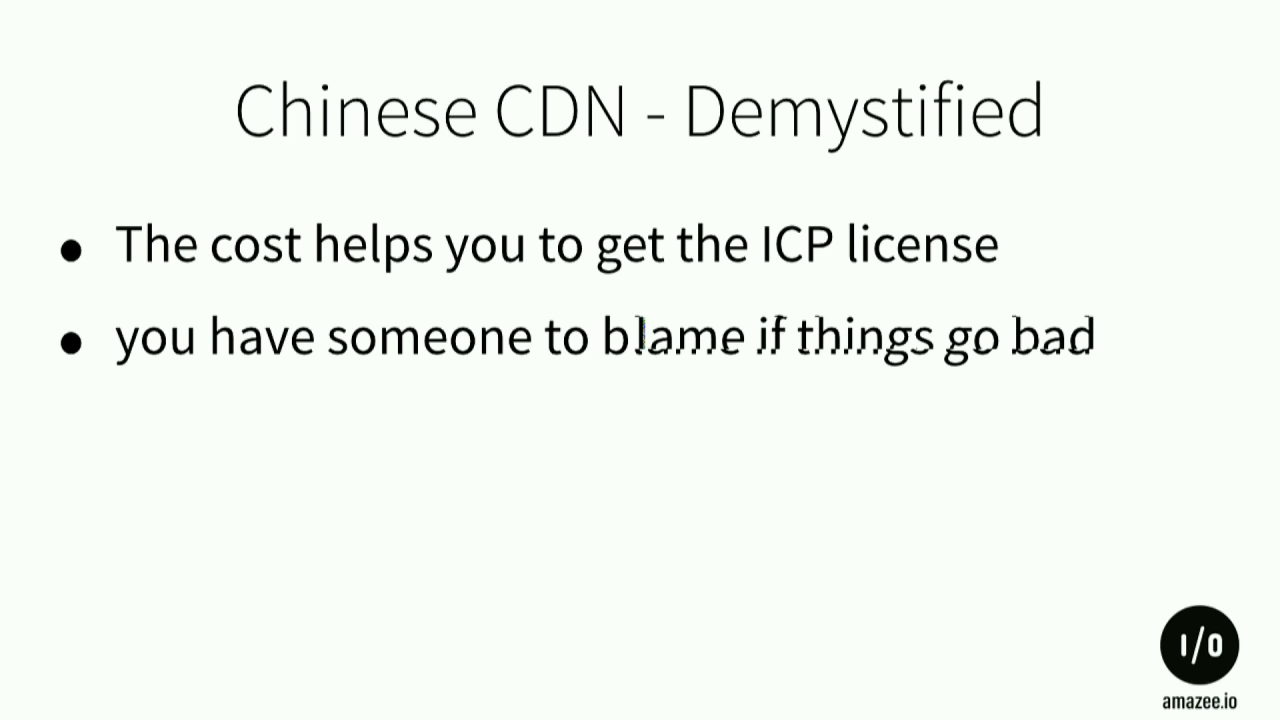 Chinese CDN - Demystified
• The cost helps you to get the ICP license
• you have someone to blame if things go bad
I/O
amazee.io